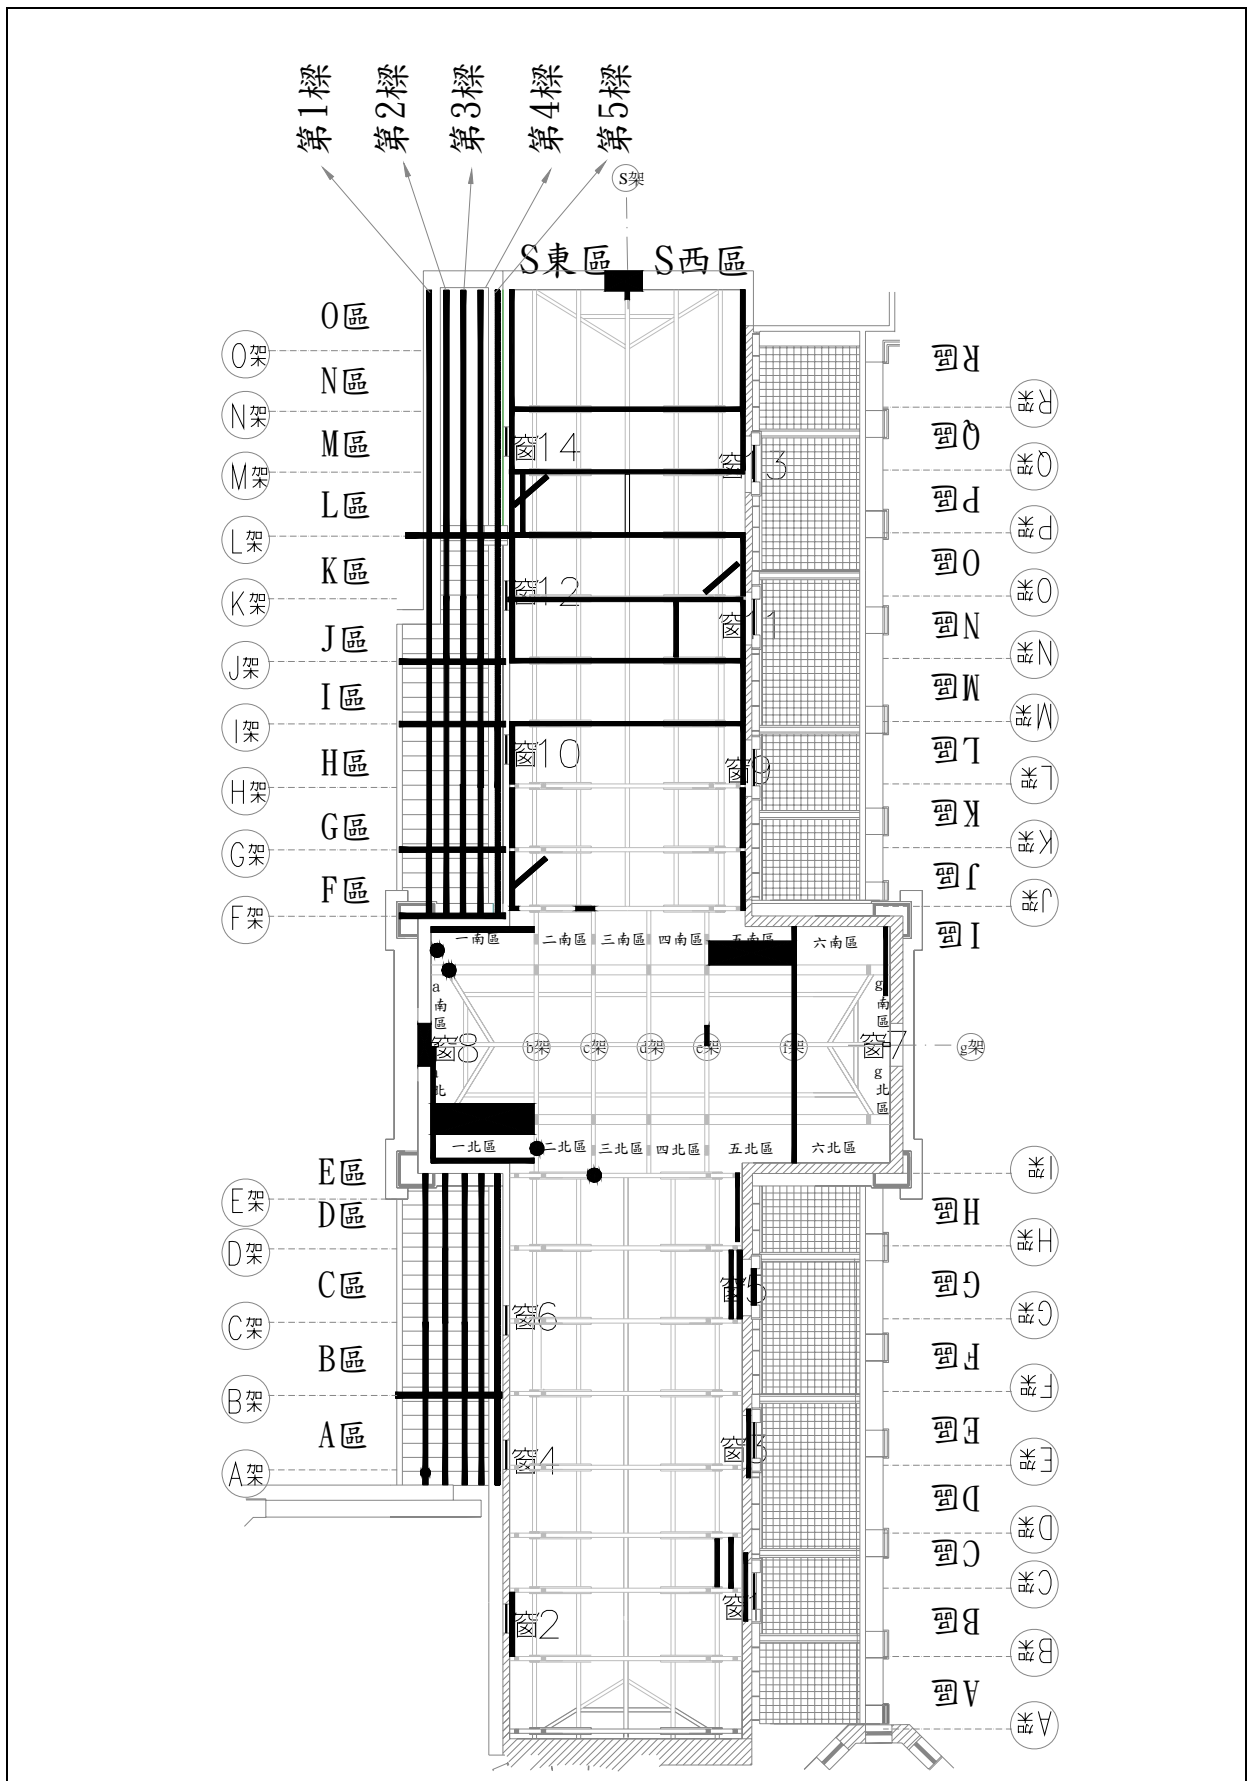 第1樑
第2樑
第3樑
第4樑
第5樑
S架
S東區
S西區
O區
O架
N區
N架
M區
M架
L區
L架
K區
K架
J區
J架
I區
I架
H區
H架
G區
G架
F區
F架
E區
E架
D區
D架
C區
C架
B區
B架
A區
A架
窗14
窗13
窗12
窗11
窗10
窗9
一南區
二南區
三南區
四南區
五南區
六南區
a南區
g南區
窗8
b架
c架
d架
e架
f架
窗7
g架
北
g北區
一北區
二北區
三北區
四北區
五北區
六北區
窗5
窗6
窗3
窗4
窗1
窗2
R區
R架
Q區
Q架
P區
P架
O區
O架
N區
N架
M區
M架
L區
L架
K區
K架
J區
J架
I區
I架
H區
H架
G區
G架
F區
F架
E區
E架
D區
D架
C區
C架
B區
B架
A區
A架